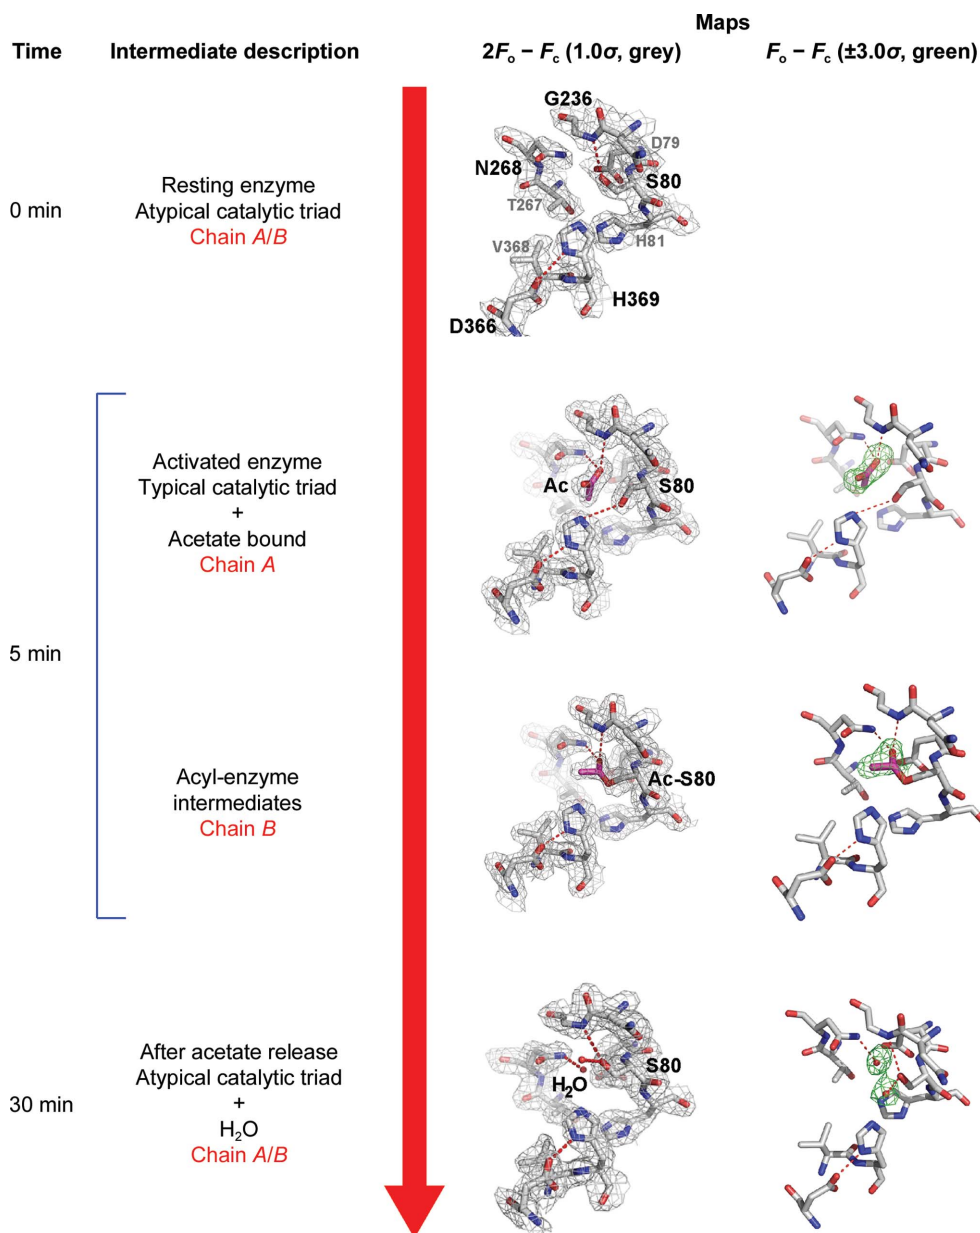 Maps
Time Intermediate description 2Fo − Fc (1.0σ, grey) Fo − Fc (±3.0σ, green)
G236
D79
N268
S80
T267
V368
H81
H369
D366
0 min
Resting enzyme
Atypical catalytic triad
Chain A/B
5 min
Activated enzyme
Typical catalytic triad
+
Acetate bound
Chain A
Ac
S80
Acyl-enzyme
intermediates
Chain B
Ac-S80
30 min
After acetate release
Atypical catalytic triad
+
H₂O
Chain A/B
S80
H₂O